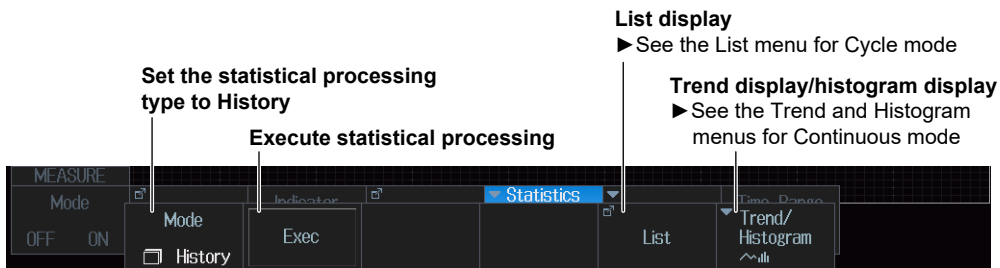 List display
►See the List menu for Cycle mode
Set the statistical processing
type to History
Trend display/histogram display
►See the Trend and Histogram
menus for Continuous mode
Execute statistical processing
MEASURE
Mode
OFF ON
Mode
History
Indicator
Exec
Statistics
List
Time Range
Trend/
Histogram